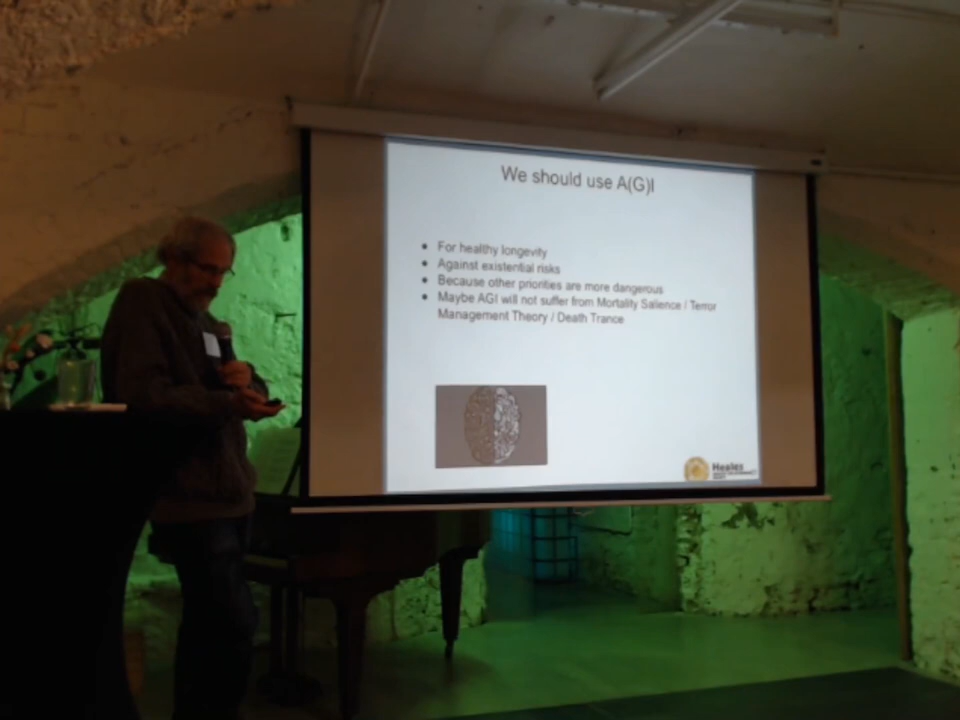 We should use A(G)I
• For healthy longevity
• Against existential risks
• Because other priorities are more dangerous
• Maybe AGI will not suffer from Mortality Salience / Terror
Management Theory / Death Trance
Heales